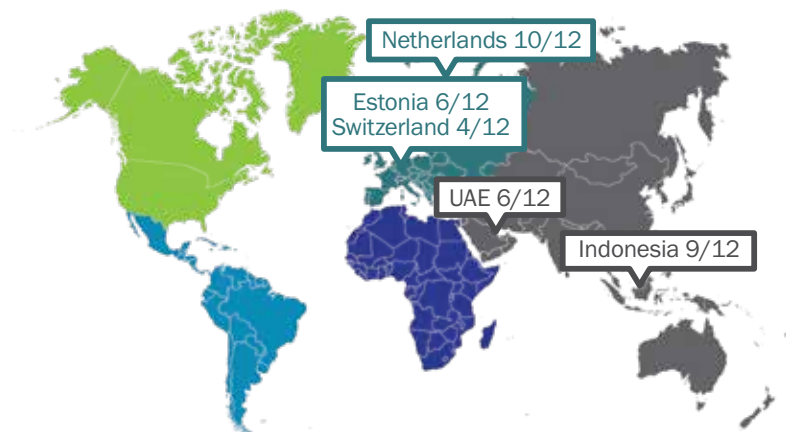 Netherlands 10/12
Estonia 6/12
Switzerland 4/12
UAE 6/12
Indonesia 9/12